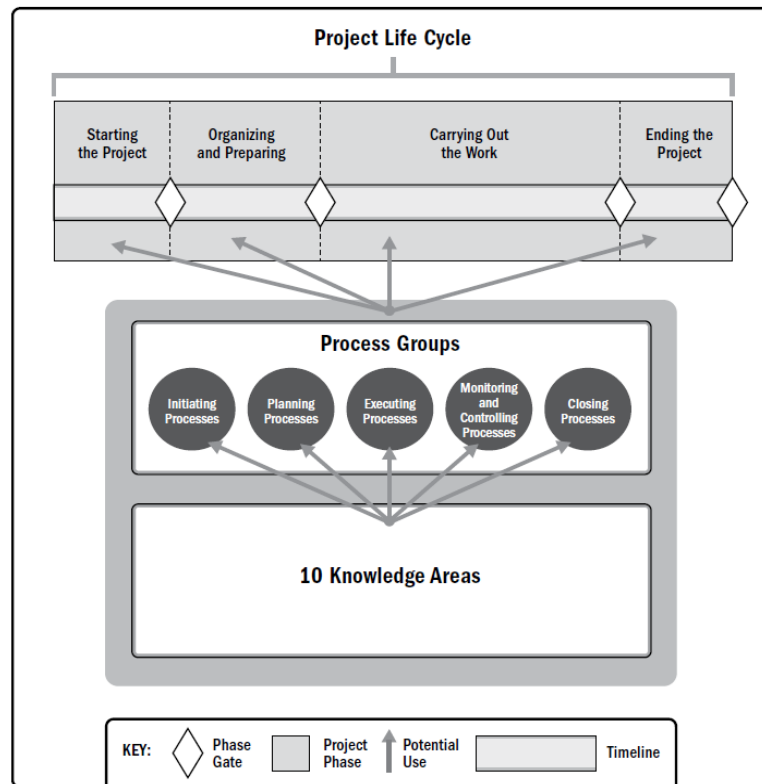 Project Life Cycle
Starting
the Project
Organizing
and Preparing
Carrying Out
the Work
Ending the
Project
Process Groups
Initiating
Processes
Planning
Processes
Executing
Processes
Monitoring
and
Controlling
Processes
Closing
Processes
10 Knowledge Areas
KEY:
Phase
Gate
Project
Phase
Potential
Use
Timeline